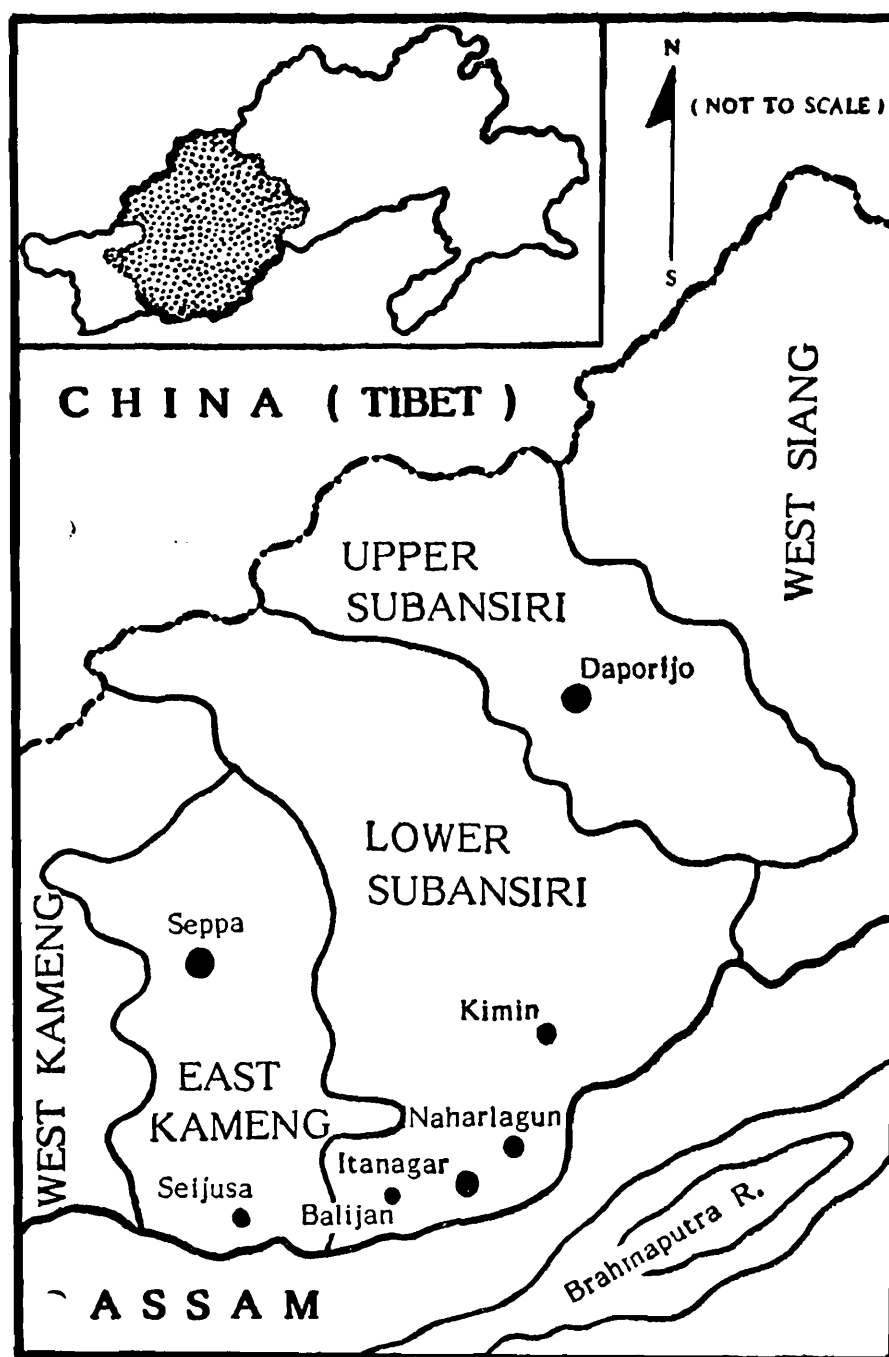 N
( NOT TO SCALE )
S
CHINA ( TIBET )
WEST SIANG
UPPER
SUBANSIRI
Daporijo
LOWER
SUBANSIRI
WEST KAMENG
Seppa
Kimin
EAST
KAMENG
Naharlagun
Itanagar
Seijusa
Balijan
Brahmaputra R.
ASSAM